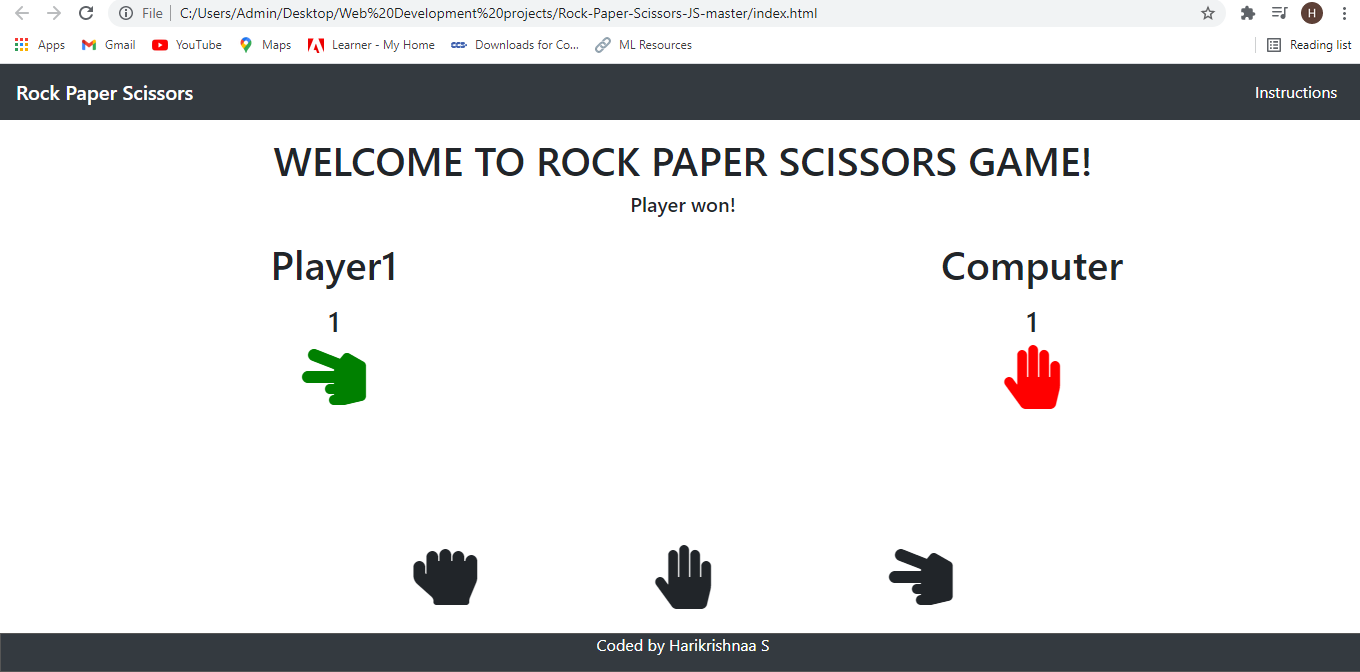 File C:/Users/Admin/Desktop/Web%20Development%20projects/Rock-Paper-Scissors-JS-master/index.html H
Apps Gmail YouTube Maps Learner - My Home CCS Downloads for Co... ML Resources Reading list
Rock Paper Scissors Instructions
WELCOME TO ROCK PAPER SCISSORS GAME!
Player won!
Player1 Computer
1 1
Coded by Harikrishnaa S